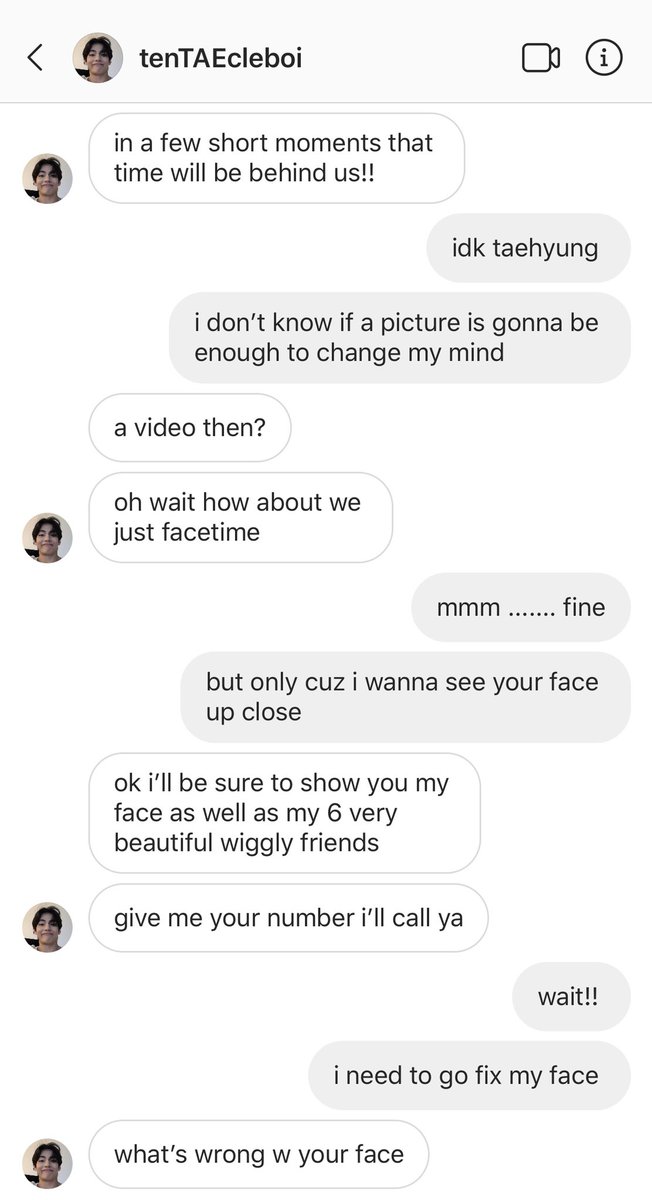 tenTAEcleboi
in a few short moments that
time will be behind us!!
idk taehyung
i don’t know if a picture is gonna be
enough to change my mind
a video then?
oh wait how about we
just facetime
mmm ....... fine
but only cuz i wanna see your face
up close
ok i’ll be sure to show you my
face as well as my 6 very
beautiful wiggly friends
give me your number i’ll call ya
wait!!
i need to go fix my face
what’s wrong w your face